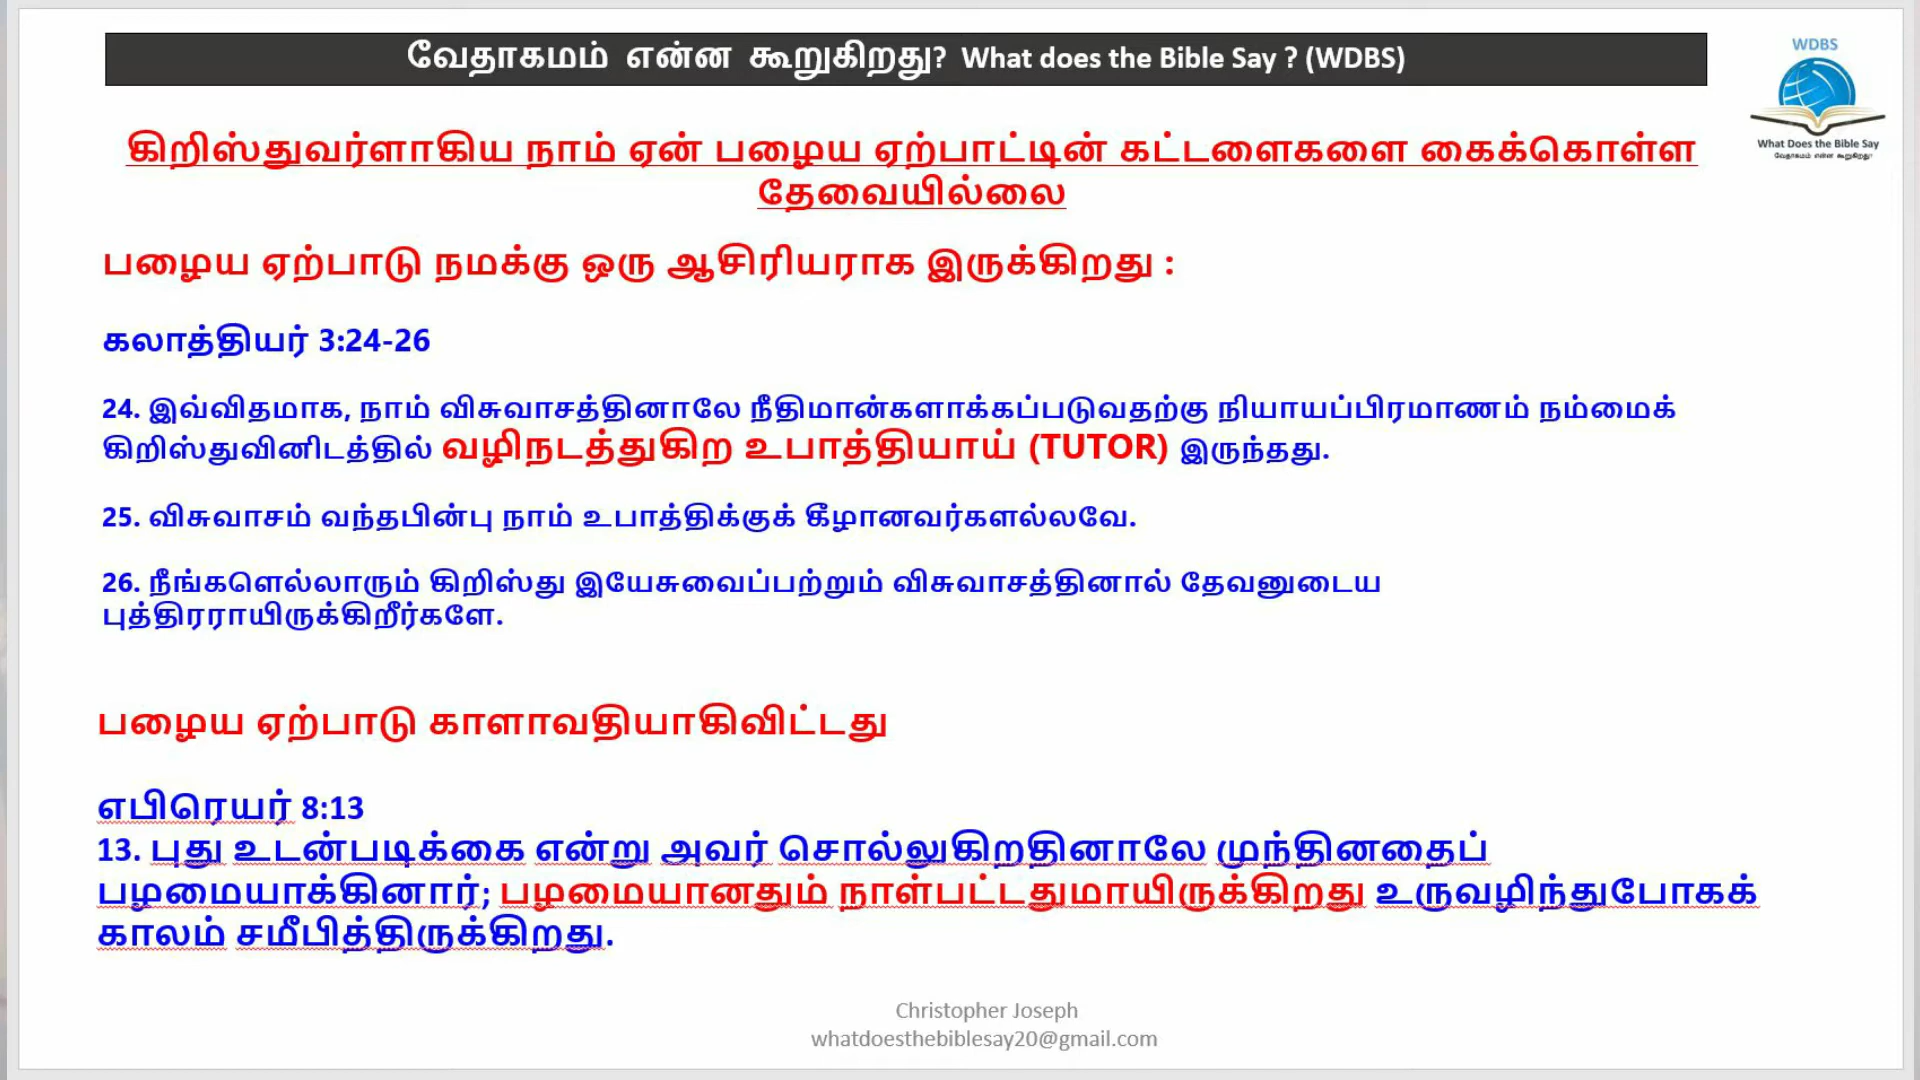 வேதாகமம் என்ன கூறுகிறது? What does the Bible Say ? (WDBS)
WDBS
What Does the Bible Say
வேதாகமம் என்ன கூறுகிறது?
கிறிஸ்துவர்ளாகிய நாம் ஏன் பழைய ஏற்பாட்டின் கட்டளைகளை கைக்கொள்ள
தேவையில்லை
பழைய ஏற்பாடு நமக்கு ஒரு ஆசிரியராக இருக்கிறது :
கலாத்தியர் 3:24-26
24. இவ்விதமாக, நாம் விசுவாசத்தினாலே நீதிமான்களாக்கப்படுவதற்கு நியாயப்பிரமாணம் நம்மைக்
கிறிஸ்துவினிடத்தில் வழிநடத்துகிற உபாத்தியாய் (TUTOR) இருந்தது.
25. விசுவாசம் வந்தபின்பு நாம் உபாத்திக்குக் கீழானவர்களல்லவே.
26. நீங்களெல்லாரும் கிறிஸ்து இயேசுவைப்பற்றும் விசுவாசத்தினால் தேவனுடைய
புத்திரராயிருக்கிறீர்களே.
பழைய ஏற்பாடு காளாவதியாகிவிட்டது
எபிரெயர் 8:13
13. புது உடன்படிக்கை என்று அவர் சொல்லுகிறதினாலே முந்தினதைப்
பழமையாக்கினார்; பழமையானதும் நாள்பட்டதுமாயிருக்கிறது உருவழிந்துபோகக்
காலம் சமீபித்திருக்கிறது.
Christopher Joseph
whatdoesthebiblesay20@gmail.com